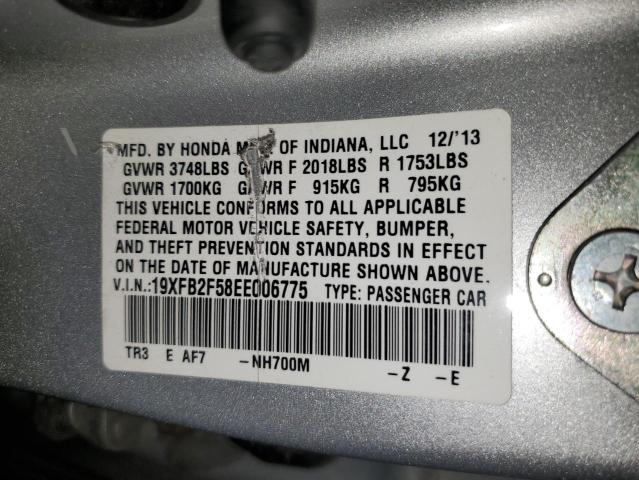 MFD. BY HONDA M OF INDIANA, LLC 12/'13
GVWR 3748LBS G WR F 2018LBS R 1753LBS
GVWR 1700KG GAWR F 915KG R 795KG
THIS VEHICLE CONFORMS TO ALL APPLICABLE
FEDERAL MOTOR VEHICLE SAFETY, BUMPER,
AND THEFT PREVENTION STANDARDS IN EFFECT
ON THE DATE OF MANUFACTURE SHOWN ABOVE.
V.I.N.:19XFB2F58EE006775 TYPE: PASSENGER CAR
TR3 E AF7 -NH700M -Z -E